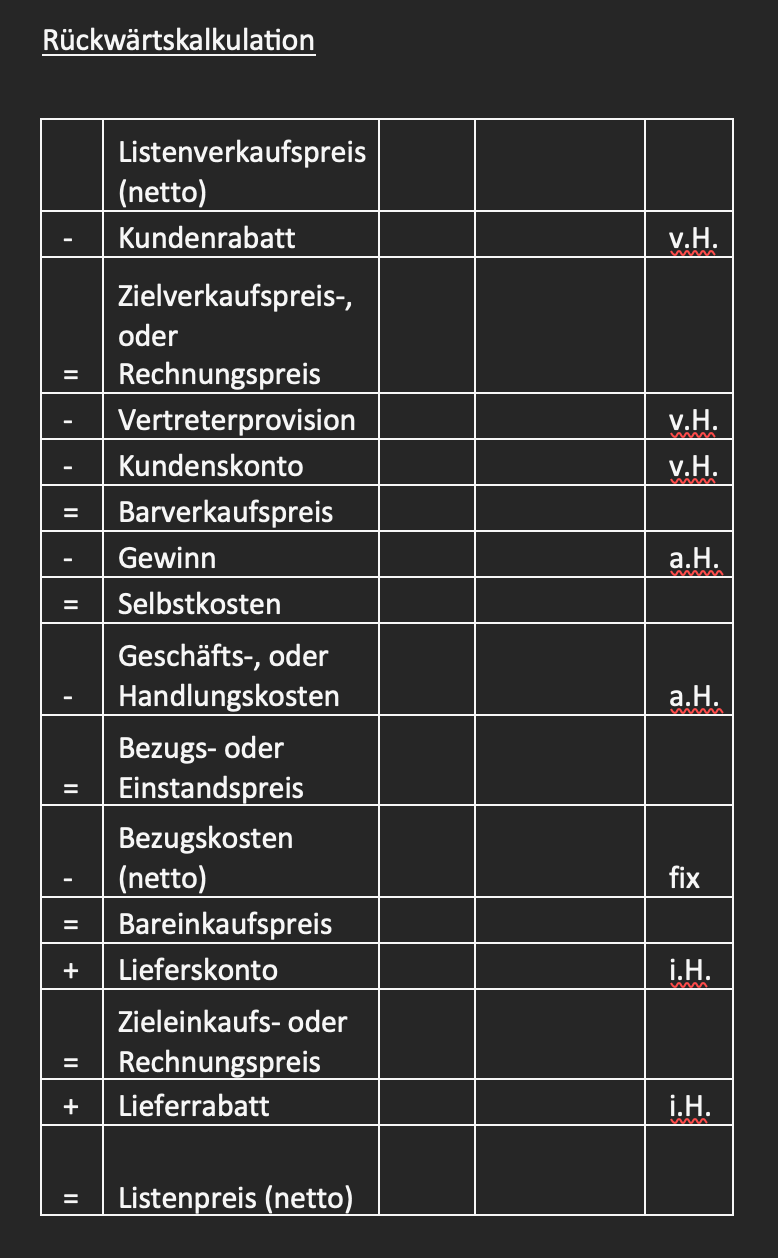 Rückwärtskalkulation
Listenverkaufspreis
(netto)
- Kundenrabatt v.H.
Zielverkaufspreis-,
oder
= Rechnungspreis
- Vertreterprovision v.H.
- Kundenskonto v.H.
= Barverkaufspreis
- Gewinn a.H.
= Selbstkosten
Geschäfts-, oder
- Handlungskosten a.H.
Bezugs- oder
= Einstandspreis
Bezugskosten
- (netto) fix
= Bareinkaufspreis
+ Lieferskonto i.H.
Zieleinkaufs- oder
= Rechnungspreis
+ Lieferrabatt i.H.
= Listenpreis (netto)